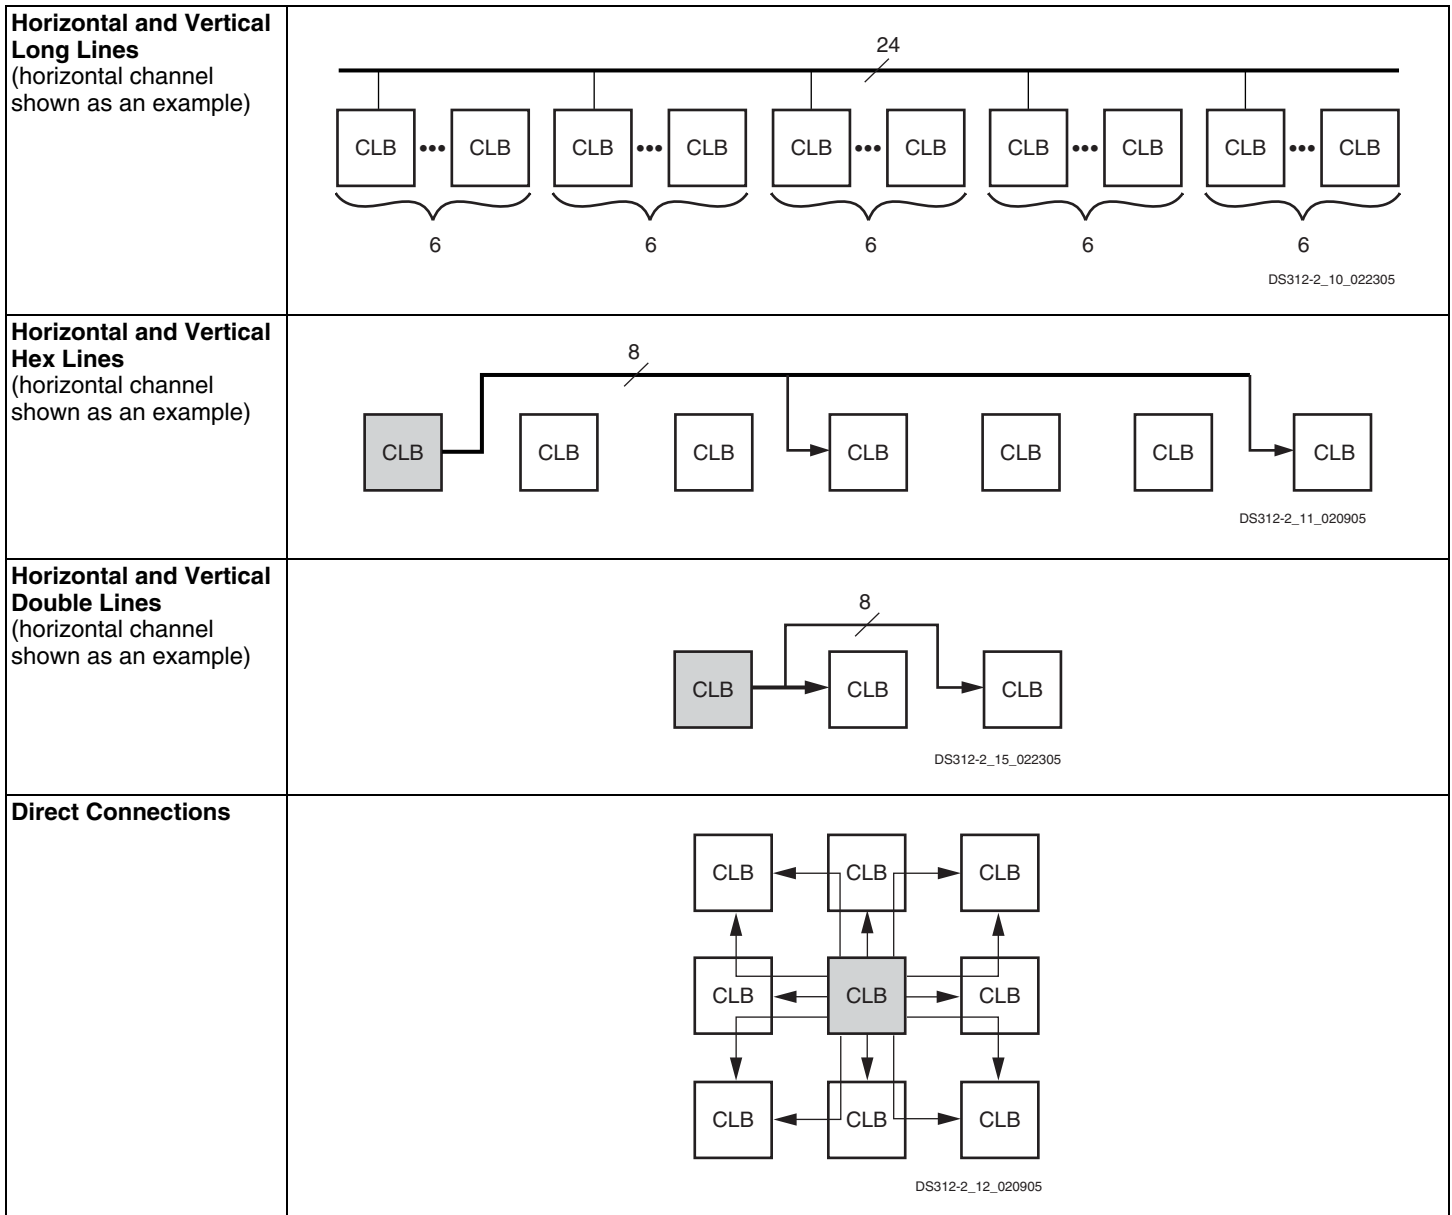 Horizontal and Vertical
Long Lines
(horizontal channel
shown as an example)
24
CLB ••• CLB CLB ••• CLB CLB ••• CLB CLB ••• CLB CLB ••• CLB
6 6 6 6 6
DS312-2_10_022305
Horizontal and Vertical
Hex Lines
(horizontal channel
shown as an example)
8
CLB CLB CLB CLB CLB CLB CLB
DS312-2_11_020905
Horizontal and Vertical
Double Lines
(horizontal channel
shown as an example)
8
CLB CLB CLB
DS312-2_15_022305
Direct Connections
CLB CLB CLB
CLB CLB CLB
CLB CLB CLB
DS312-2_12_020905